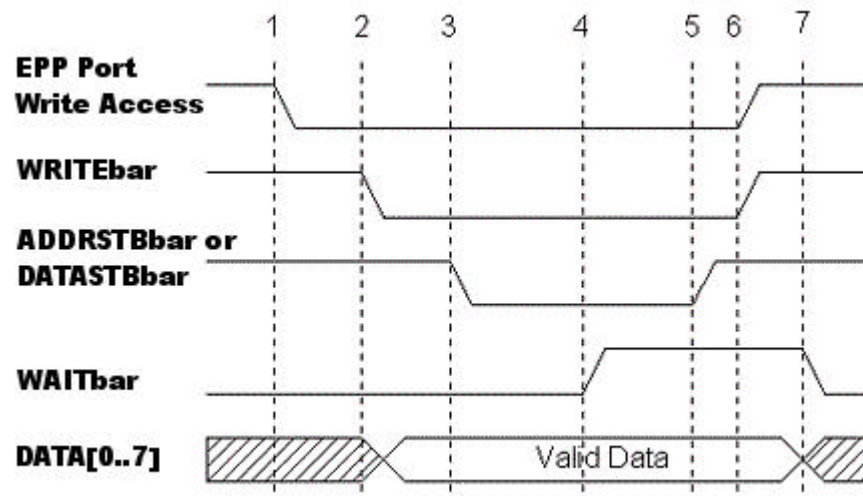 1 2 3 4 5 6 7
EPP Port
Write Access
WRITEbar
ADDRSTBbar or
DATASTBbar
WAITbar
DATA[0..7]
Valid Data